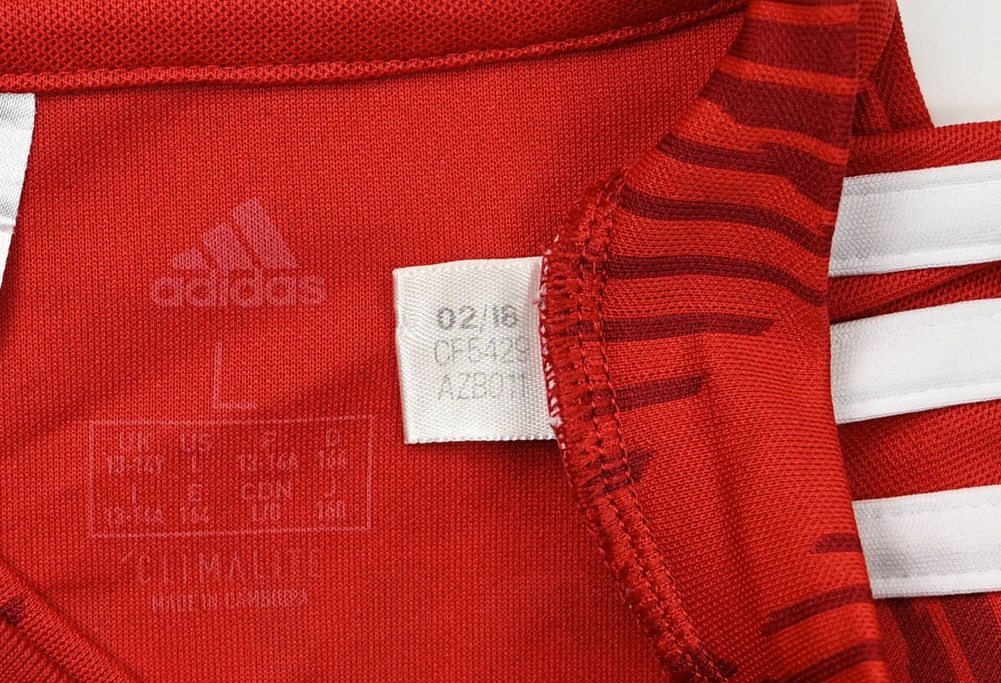 adidas
L
UK US F D
13-14Y L 13-14A 164
I E CDN J
13-14A 164 L/G 160
CLIMALITE
MADE IN CAMBODIA
02/18
CF5429
AZB011